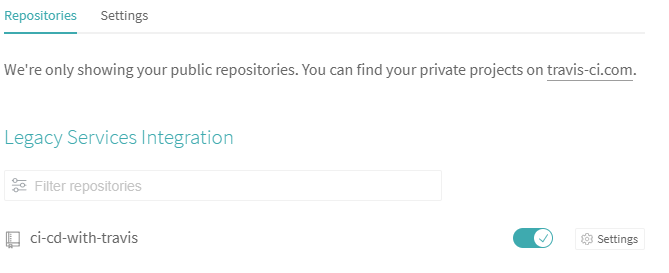 Repositories Settings
We're only showing your public repositories. You can find your private projects on travis-ci.com.
Legacy Services Integration
Filter repositories
ci-cd-with-travis Settings